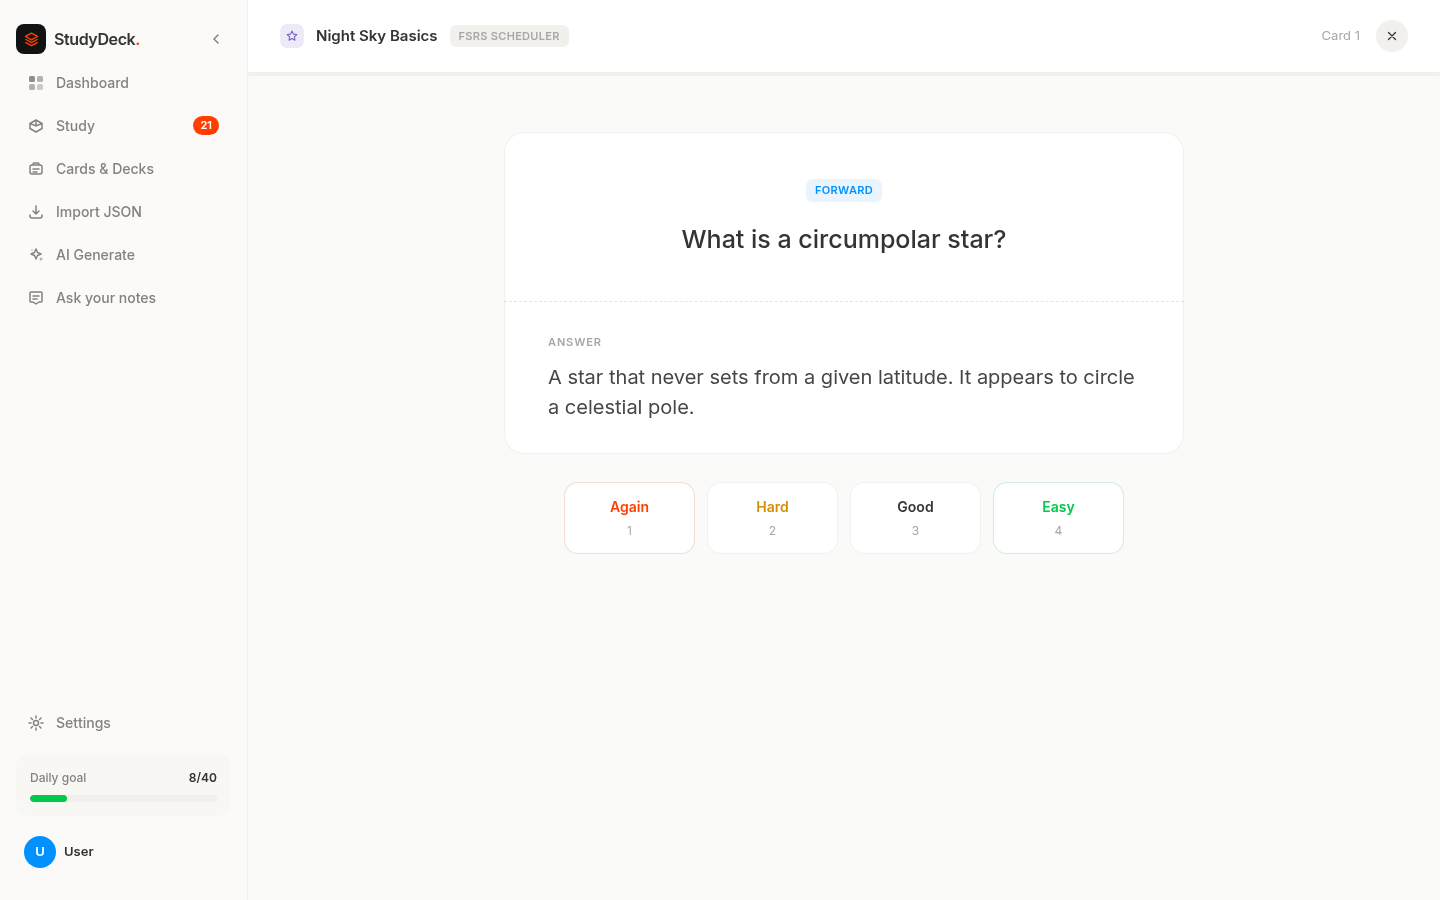 StudyDeck.
Dashboard
Study
21
Cards & Decks
Import JSON
AI Generate
Ask your notes
Settings
Daily goal
8/40
U
User
Night Sky Basics
FSRS SCHEDULER
Card 1
FORWARD
What is a circumpolar star?
ANSWER
A star that never sets from a given latitude. It appears to circle
a celestial pole.
Again
1
Hard
2
Good
3
Easy
4